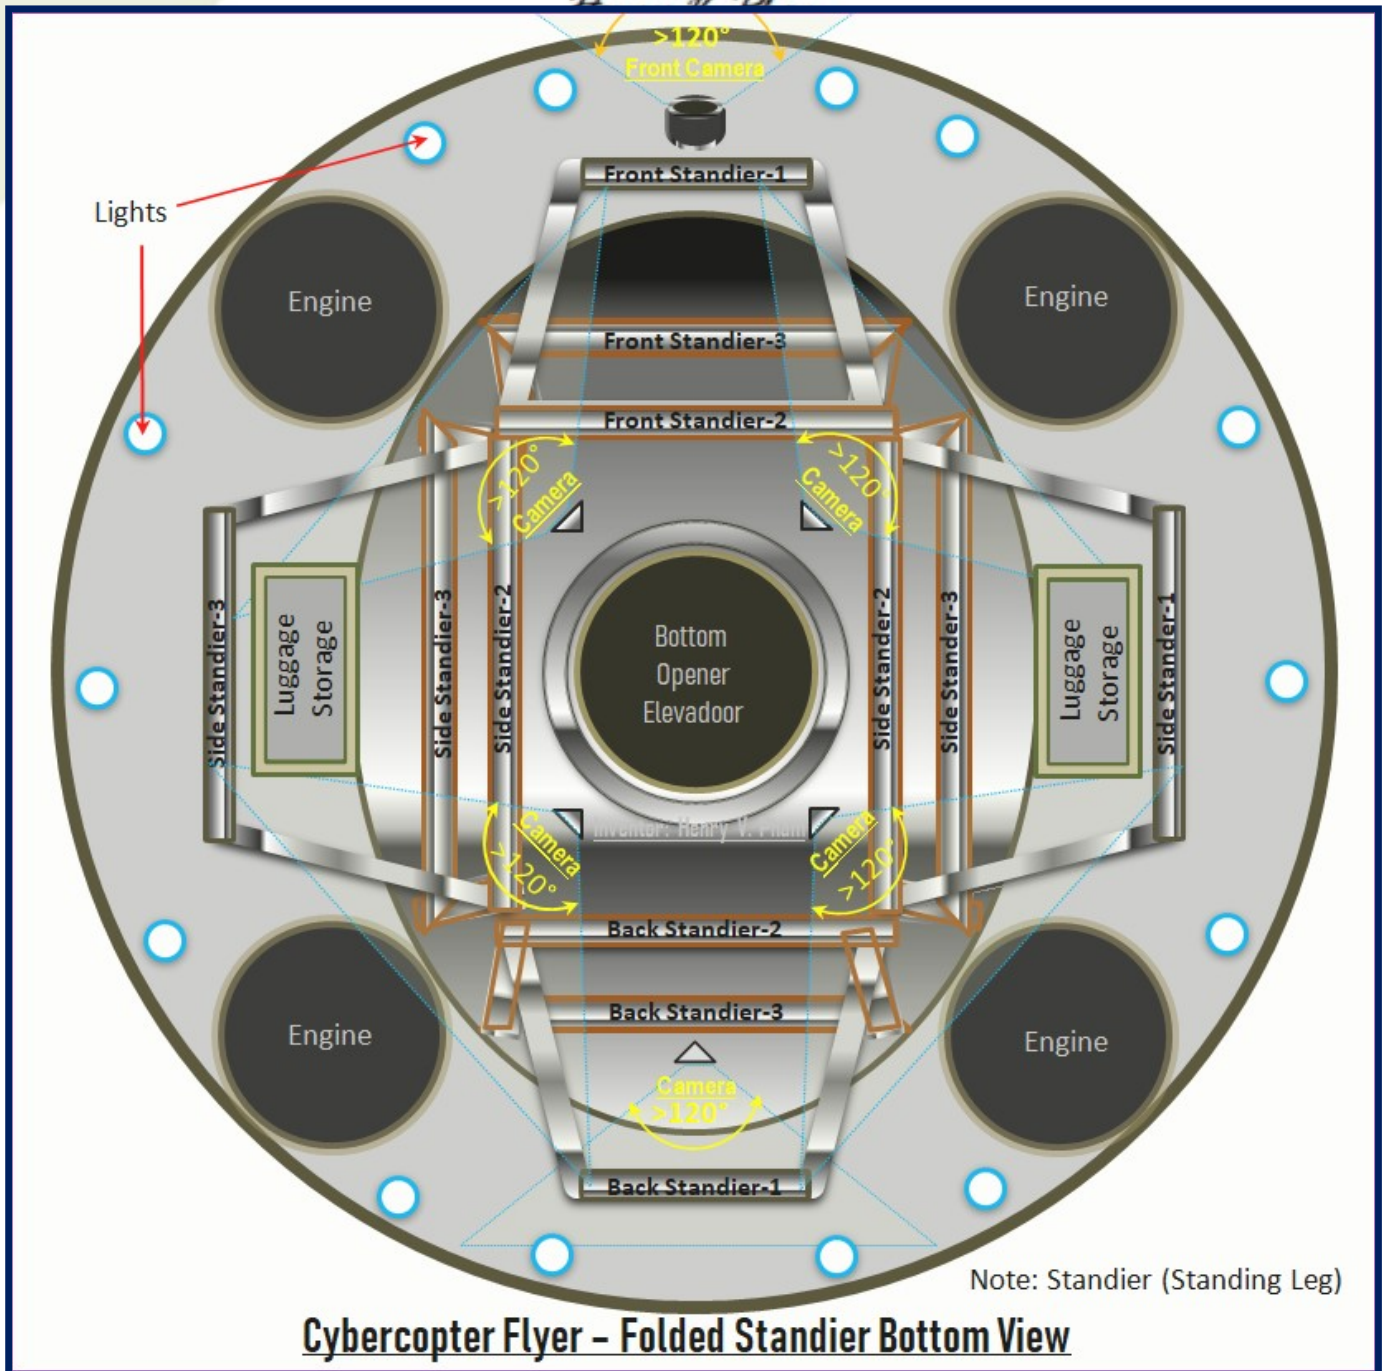 >120°
Front Camera
Front Standier-1
Lights
Engine
Engine
Front Standier-3
Front Standier-2
>120°
Camera
>120°
Camera
Side Standier-3
Luggage
Storage
Side Standier-3
Side Standier-2
Bottom
Opener
Elevadoor
Side Stander-2
Side Standier-3
Luggage
Storage
Side Stander-1
Inventor: Henry V.
Camera
>120°
Camera
>120°
Back Standier-2
Back Standier-3
Engine
Engine
Camera
>120°
Back Standier-1
Note: Standier (Standing Leg)
Cybercopter Flyer – Folded Standier Bottom View